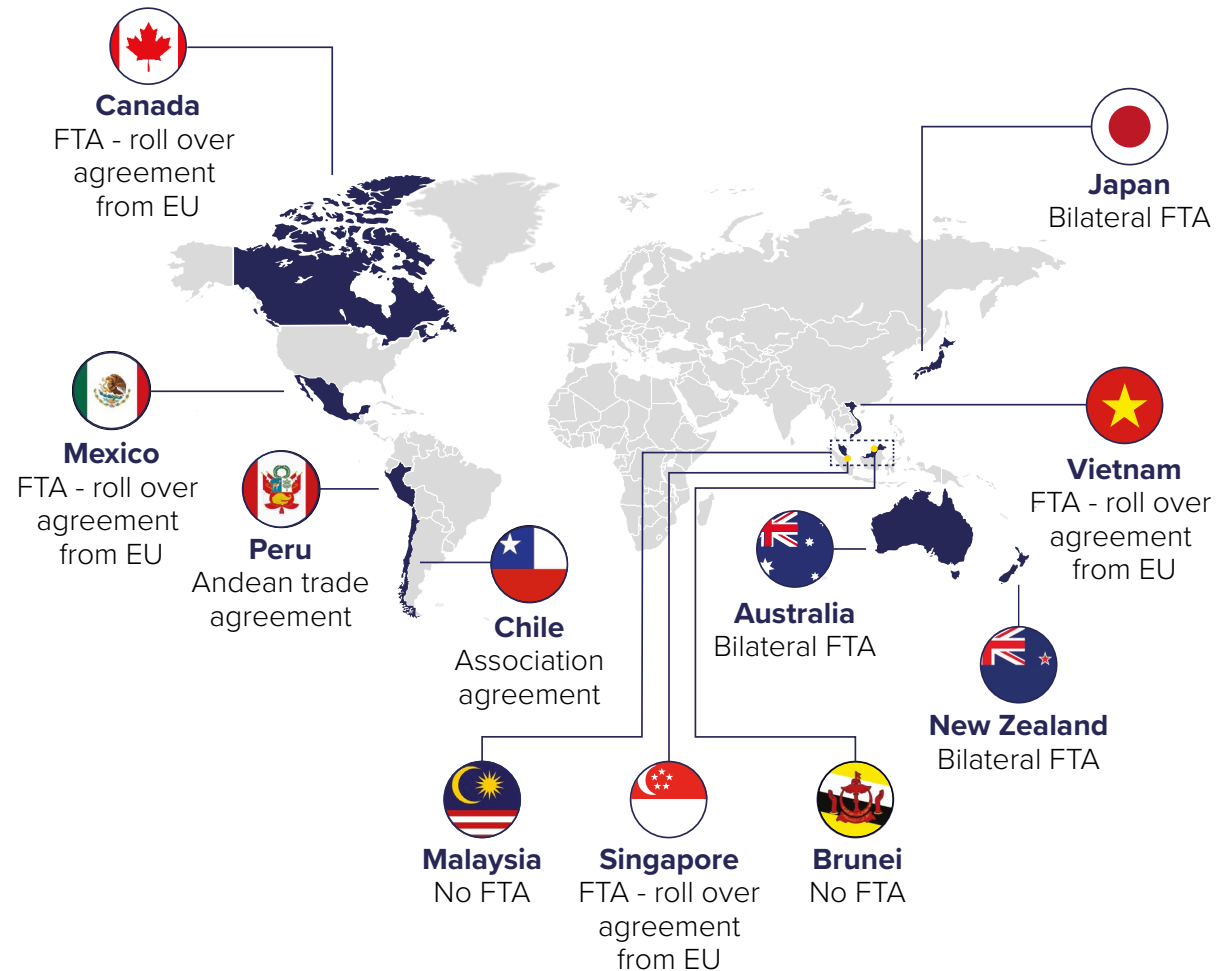 Canada
FTA - roll over
agreement
from EU
Japan
Bilateral FTA
Mexico
FTA - roll over
agreement
from EU
Peru
Andean trade
agreement
Chile
Association
agreement
Vietnam
FTA - roll over
agreement
from EU
Australia
Bilateral FTA
New Zealand
Bilateral FTA
Malaysia
No FTA
Singapore
FTA - roll over
agreement
from EU
Brunei
No FTA